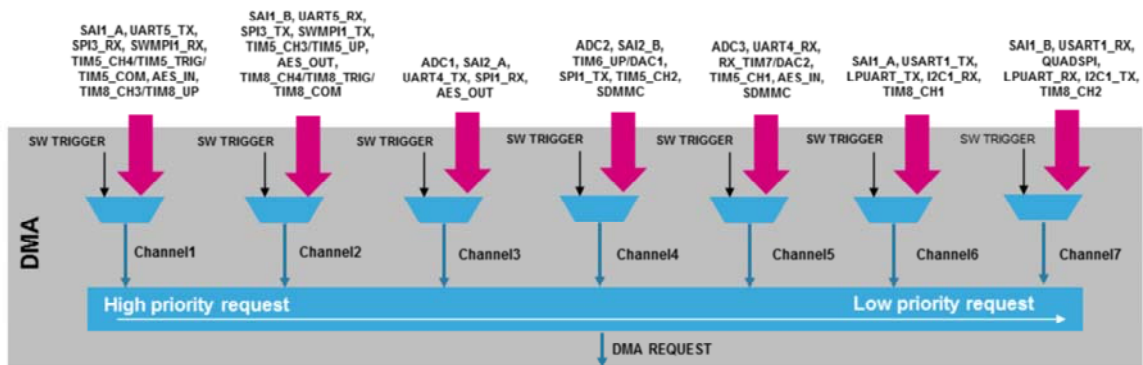 SAI1_A, UART5_TX,
SPI3_RX, SWMPI1_RX,
TIM5_CH4/TIM5_TRIG/
TIM5_COM, AES_IN,
TIM8_CH3/TIM8_UP
SAI1_B, UART5_RX,
SPI3_TX, SWMPI1_TX,
TIM5_CH3/TIM5_UP,
AES_OUT,
TIM8_CH4/TIM8_TRIG/
TIM8_COM
ADC1, SAI2_A,
UART4_TX, SPI1_RX,
AES_OUT
ADC2, SAI2_B,
TIM6_UP/DAC1,
SPI1_TX, TIM5_CH2,
SDMMC
ADC3, UART4_RX,
RX_TIM7/DAC2,
TIM5_CH1, AES_IN,
SDMMC
SAI1_A, USART1_TX,
LPUART_TX, I2C1_RX,
TIM8_CH1
SAI1_B, USART1_RX,
QUADSPI,
LPUART_RX, I2C1_TX,
TIM8_CH2
SW TRIGGER
SW TRIGGER
SW TRIGGER
SW TRIGGER
SW TRIGGER
SW TRIGGER
SW TRIGGER
DMA
Channel1
Channel2
Channel3
Channel4
Channel5
Channel6
Channel7
High priority request
Low priority request
DMA REQUEST